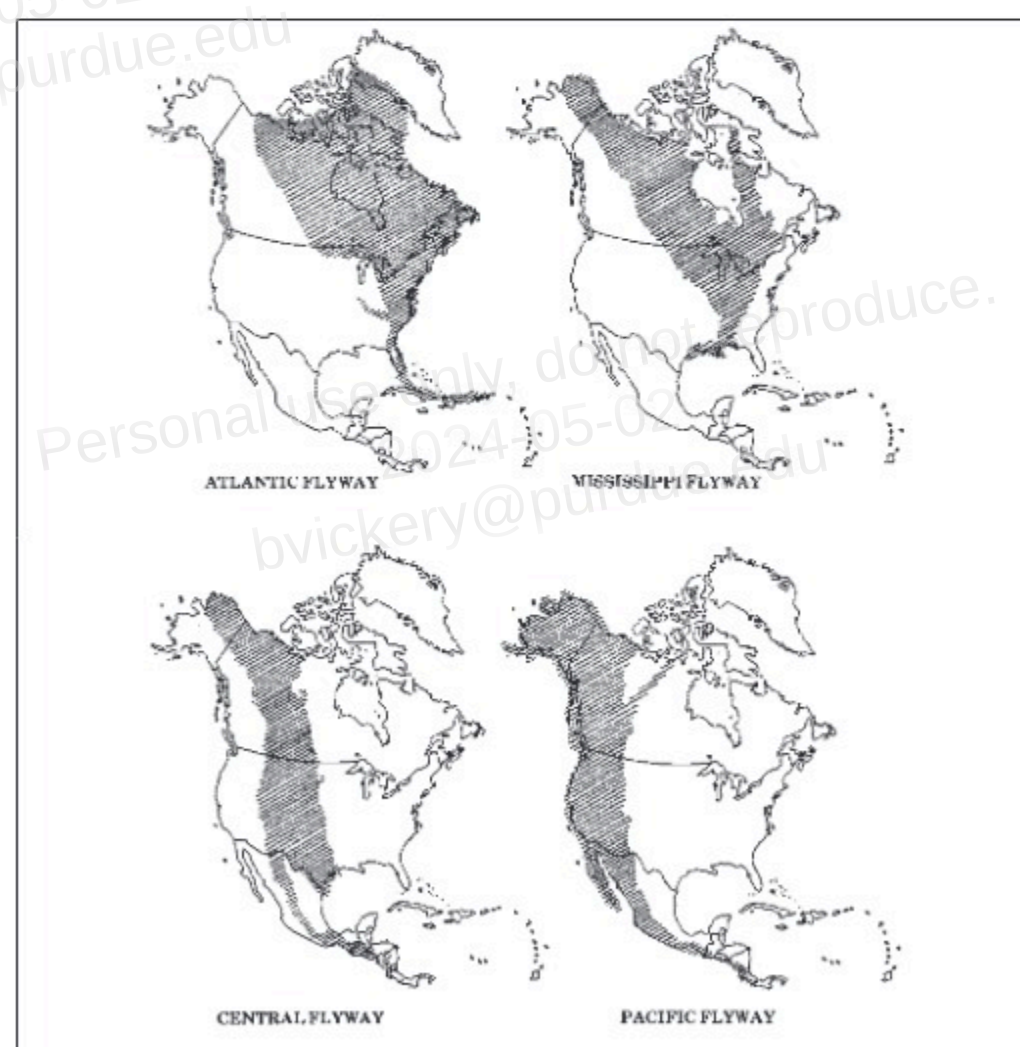 purdue.edu
ATLANTIC FLYWAY
MISSISSIPPI FLYWAY
Personal use only, do not reproduce.
2024-05-02
bvickery@purdue.edu
CENTRAL FLYWAY
PACIFIC FLYWAY